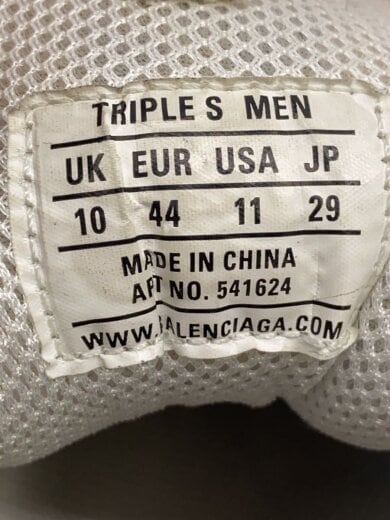 TRIPLE S MEN
UK EUR USA JP
10 44 11 29
MADE IN CHINA
ART NO. 541624
WWW.BALENCIAGA.COM